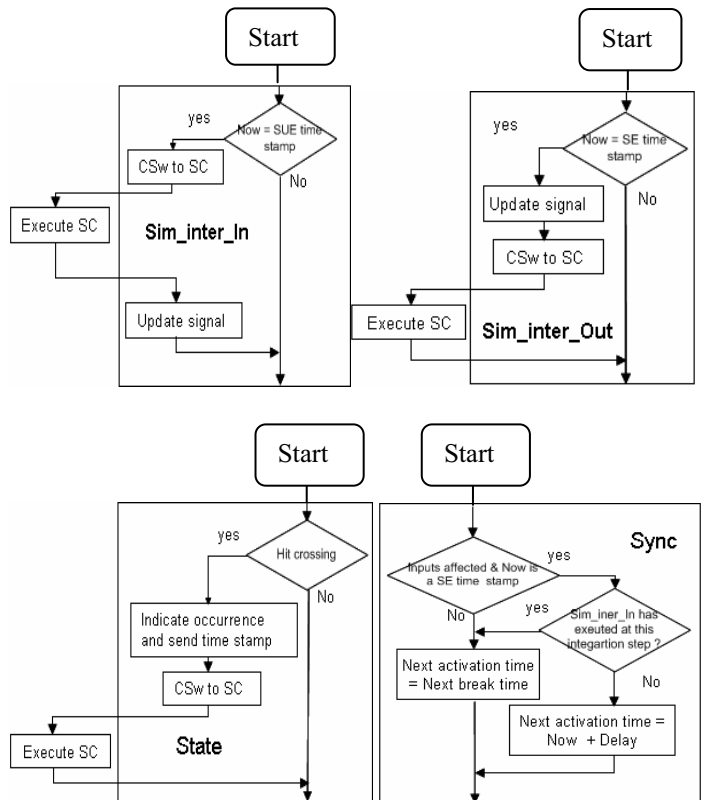 Start
Now = SUE time
stamp
yes
No
CSw to SC
Execute SC
Sim_inter_In
Update signal
Start
Now = SE time
stamp
yes
No
Update signal
CSw to SC
Execute SC
Sim_inter_Out
Start
Hit crossing
yes
No
Indicate occurrence
and send time stamp
CSw to SC
Execute SC
State
Start
Sync
Inputs affected & Now is
a SE time stamp
yes
No
Sim_iner_In has
exeuted at this
integartion step ?
yes
No
Next activation time
= Next break time
Next activation time =
Now + Delay